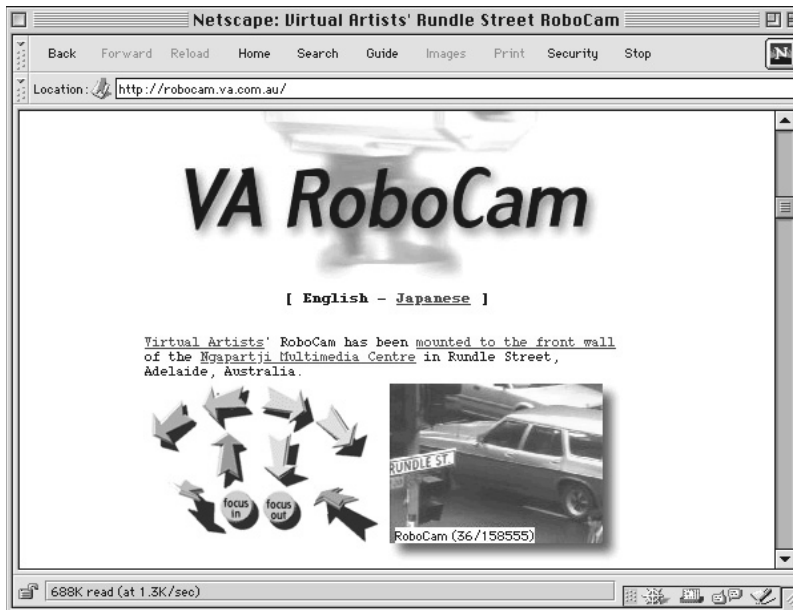 Netscape: Virtual Artists' Rundle Street RoboCam
Back Forward Reload Home Search Guide Images Print Security Stop
N
Location: http://robocam.va.com.au/
VA RoboCam
[ English - Japanese ]
Virtual Artists' RoboCam has been mounted to the front wall
of the Ngapartji Multimedia Centre in Rundle Street,
Adelaide, Australia.
RUNDLE ST.
focus
in
focus
out
RoboCam (36/158555)
688K read (at 1.3K/sec)